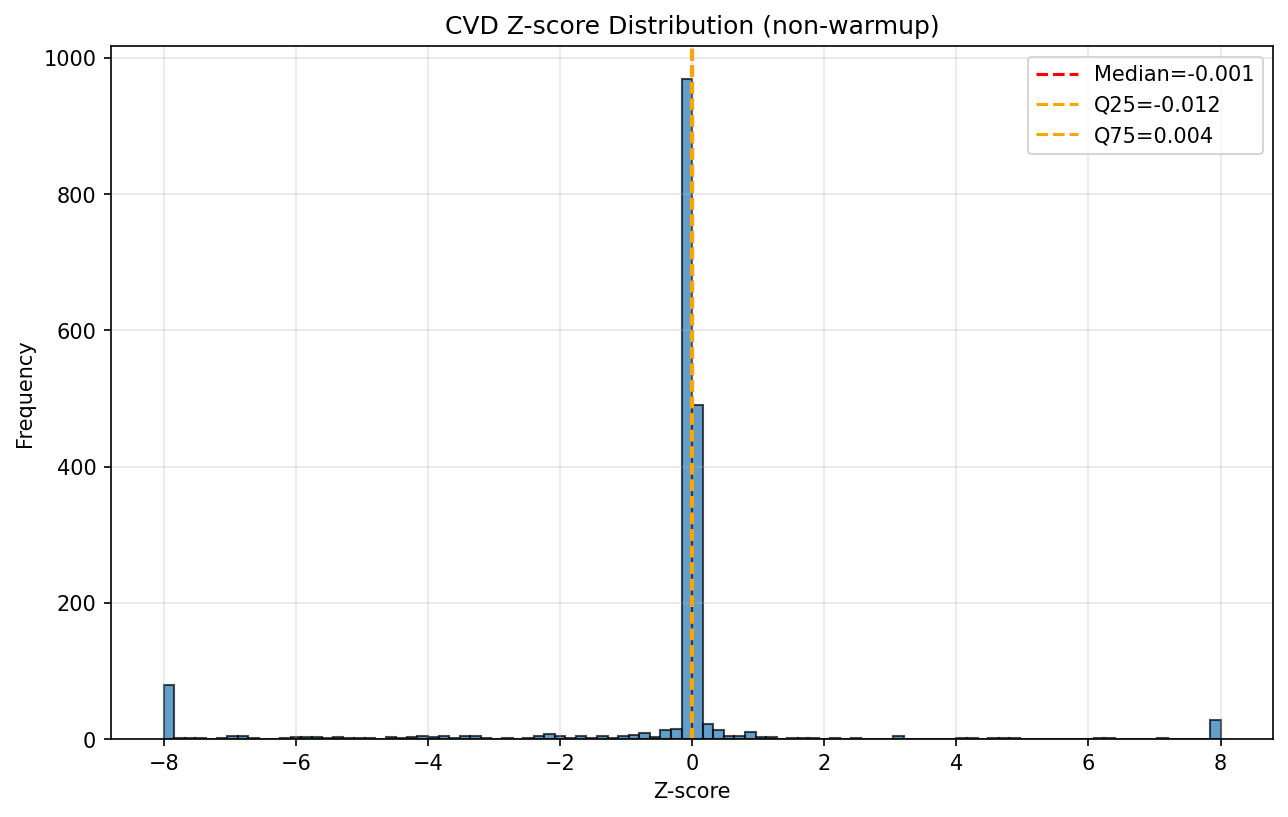 CVD Z-score Distribution (non-warmup)
Median=-0.001
Q25=-0.012
Q75=0.004
Frequency
1000
800
600
400
200
0
−8 −6 −4 −2 0 2 4 6 8
Z-score